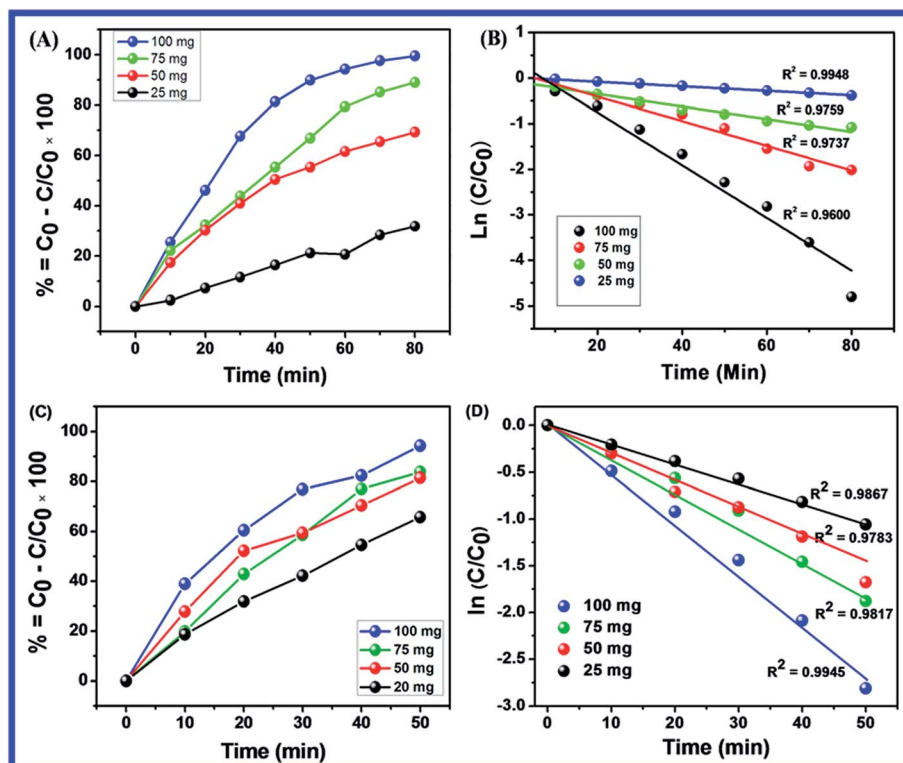 (A)
100 mg
75 mg
50 mg
25 mg
% = C₀ - C/C₀ × 100
100
80
60
40
20
0
0 20 40 60 80
Time (min)
(B)
1
0
-1
-2
-3
-4
-5
Ln (C/C₀)
R² = 0.9948
R² = 0.9759
R² = 0.9737
R² = 0.9600
100 mg
75 mg
50 mg
25 mg
20 40 60 80
Time (Min)
(C)
% = C₀ - C/C₀ × 100
100
80
60
40
20
0
100 mg
75 mg
50 mg
20 mg
0 10 20 30 40 50
Time (min)
(D)
ln (C/C₀)
0.0
-0.5
-1.0
-1.5
-2.0
-2.5
-3.0
R² = 0.9867
R² = 0.9783
R² = 0.9817
R² = 0.9945
100 mg
75 mg
50 mg
25 mg
0 10 20 30 40 50
Time (min)